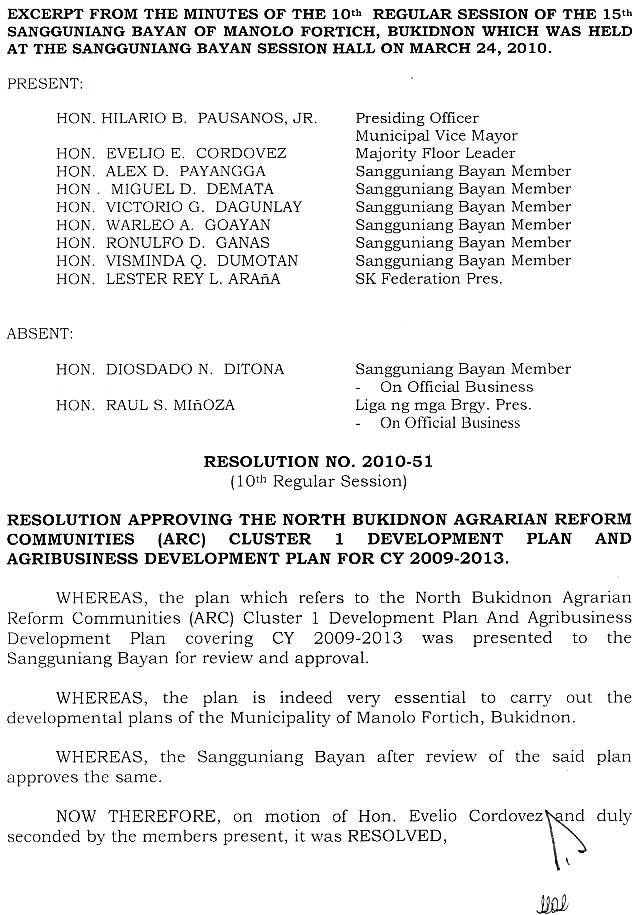 EXCERPT FROM THE MINUTES OF THE 10th REGULAR SESSION OF THE 15th
SANGGUNIANG BAYAN OF MANOLO FORTICH, BUKIDNON WHICH WAS HELD
AT THE SANGGUNIANG BAYAN SESSION HALL ON MARCH 24, 2010.
PRESENT:
HON. HILARIO B. PAUSANOS, JR. Presiding Officer
Municipal Vice Mayor
HON. EVELIO E. CORDOVEZ Majority Floor Leader
HON. ALEX D. PAYANGGA Sangguniang Bayan Member
HON . MIGUEL D. DEMATA Sangguniang Bayan Member
HON. VICTORIO G. DAGUNLAY Sangguniang Bayan Member
HON. WARLEO A. GOAYAN Sangguniang Bayan Member
HON. RONULFO D. GANAS Sangguniang Bayan Member
HON. VISMINDA Q. DUMOTAN Sangguniang Bayan Member
HON. LESTER REY L. ARAñA SK Federation Pres.
ABSENT:
HON. DIOSDADO N. DITONA Sangguniang Bayan Member
- On Official Business
HON. RAUL S. MIñOZA Liga ng mga Brgy. Pres.
- On Official Business
RESOLUTION NO. 2010-51
(10th Regular Session)
RESOLUTION APPROVING THE NORTH BUKIDNON AGRARIAN REFORM
COMMUNITIES (ARC) CLUSTER 1 DEVELOPMENT PLAN AND
AGRIBUSINESS DEVELOPMENT PLAN FOR CY 2009-2013.
WHEREAS, the plan which refers to the North Bukidnon Agrarian
Reform Communities (ARC) Cluster 1 Development Plan And Agribusiness
Development Plan covering CY 2009-2013 was presented to the
Sangguniang Bayan for review and approval.
WHEREAS, the plan is indeed very essential to carry out the
developmental plans of the Municipality of Manolo Fortich, Bukidnon.
WHEREAS, the Sangguniang Bayan after review of the said plan
approves the same.
NOW THEREFORE, on motion of Hon. Evelio Cordovez and duly
seconded by the members present, it was RESOLVED,